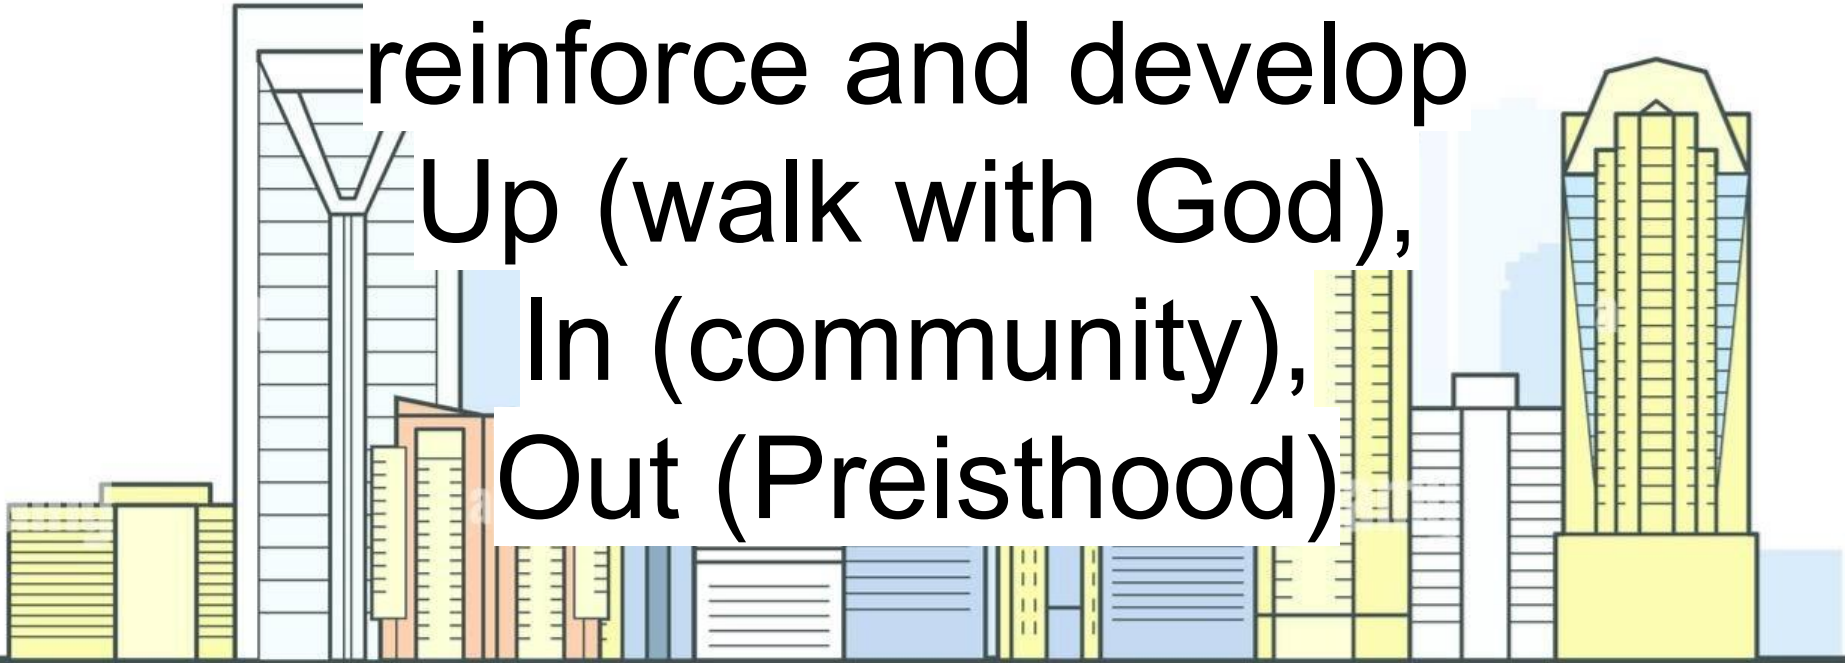 reinforce and develop
Up (walk with God),
In (community),
Out (Preisthood)